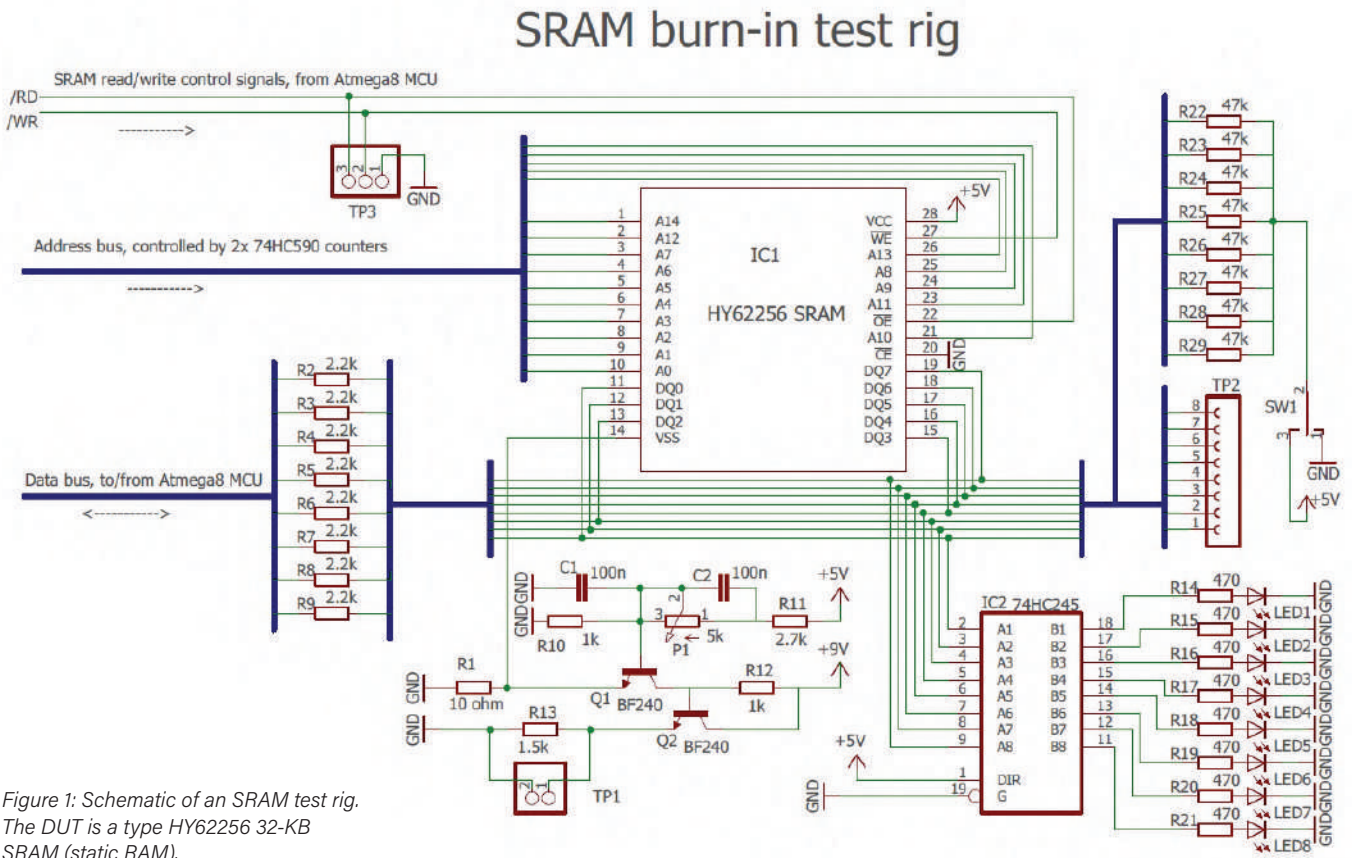 SRAM burn-in test rig
SRAM read/write control signals, from Atmega8 MCU
/RD
/WR
----------->
3 2 1
GND
TP3
Address bus, controlled by 2x 74HC590 counters
----------->
IC1
HY62256 SRAM
1 A14
2 A12
3 A7
4 A6
5 A5
6 A4
7 A3
8 A2
9 A1
10 A0
11 DQ0
12 DQ1
13 DQ2
14 VSS
VCC 28
WE 27
A13 26
A8 25
A9 24
A11 23
OE 22
A10 21
CE 20
DQ7 19
DQ6 18
DQ5 17
DQ4 16
DQ3 15
+5V
GND
R22 47k
R23 47k
R24 47k
R25 47k
R26 47k
R27 47k
R28 47k
R29 47k
TP2
8
7
6
5
4
3
2
1
SW1
2
3 1
GND
+5V
R2 2.2k
R3 2.2k
R4 2.2k
R5 2.2k
R6 2.2k
R7 2.2k
R8 2.2k
R9 2.2k
Data bus, to/from Atmega8 MCU
<----------->
GND
C1 100n
C2 100n
+5V
GND
R10 1k
3 2 1
P1 5k
R11
2.7k
+9V
GND
R1
10 ohm
Q1 BF240
R12
1k
GND
R13
1.5k
Q2 BF240
2 1
TP1
IC2 74HC245
2 A1
3 A2
4 A3
5 A4
6 A5
7 A6
8 A7
9 A8
1 DIR
19 G
B1 18
B2 17
B3 16
B4 15
B5 14
B6 13
B7 12
B8 11
+5V
GND
R14 470 LED1 GND
R15 470 LED2 GND
R16 470 LED3 GND
R17 470 LED4 GND
R18 470 LED5 GND
R19 470 LED6 GND
R20 470 LED7 GND
R21 470 LED8 GND
Figure 1: Schematic of an SRAM test rig.
The DUT is a type HY62256 32-KB
SRAM (static RAM).